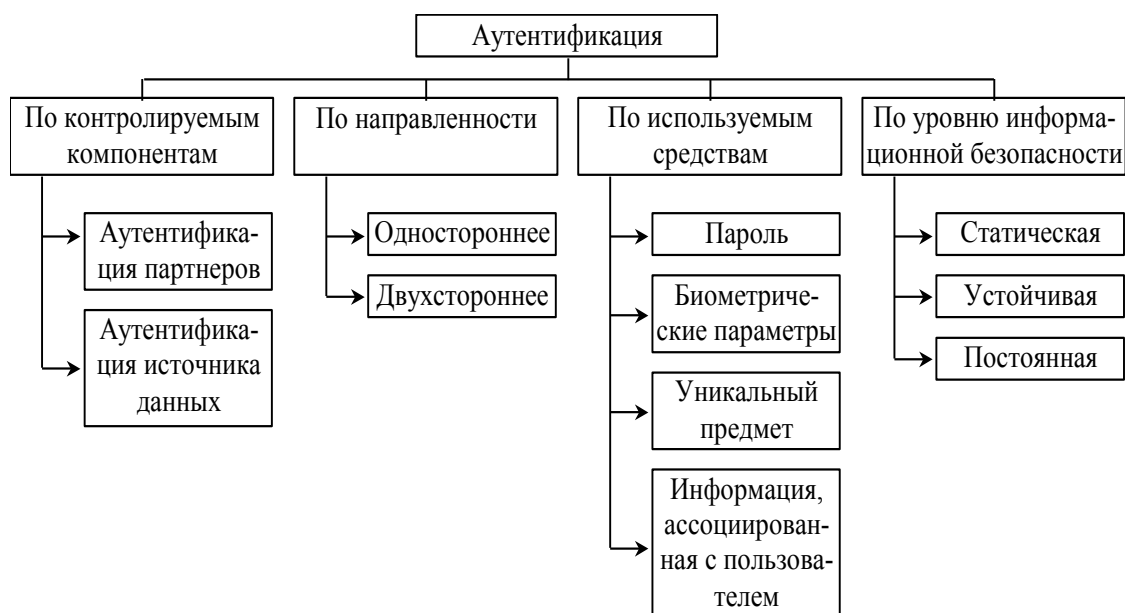 Аутентификация
По контролируемым
компонентам
По направленности
По используемым
средствам
По уровню информа-
ционной безопасности
Аутентифика-
ция партнеров
Аутентифика-
ция источника
данных
Одностороннее
Двухстороннее
Пароль
Биометриче-
ские параметры
Уникальный
предмет
Информация,
ассоциирован-
ная с пользова-
телем
Статическая
Устойчивая
Постоянная